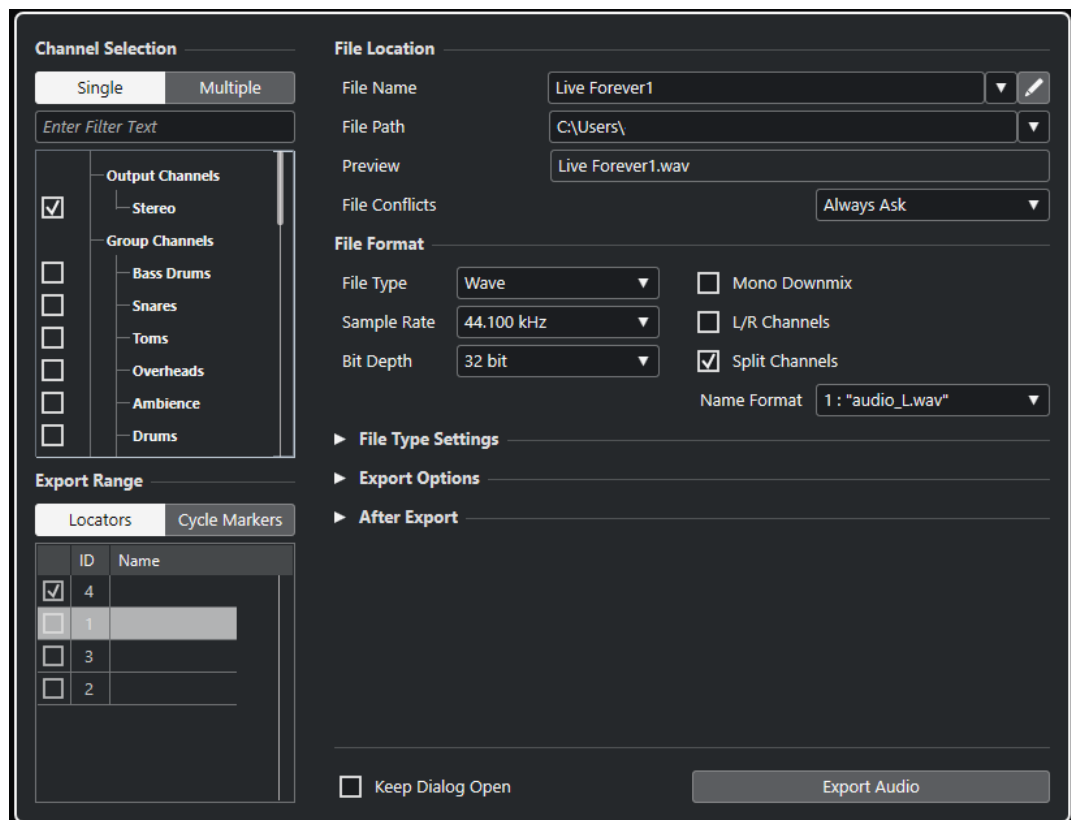 Channel Selection
Single Multiple
Enter Filter Text
Output Channels
Stereo
Group Channels
Bass Drums
Snares
Toms
Overheads
Ambience
Drums
Export Range
Locators Cycle Markers
ID Name
4
1
3
2
File Location
File Name Live Forever1
File Path C:\Users\
Preview Live Forever1.wav
File Conflicts Always Ask
File Format
File Type Wave Mono Downmix
Sample Rate 44.100 kHz L/R Channels
Bit Depth 32 bit Split Channels
Name Format 1 : "audio_L.wav"
File Type Settings
Export Options
After Export
Keep Dialog Open Export Audio